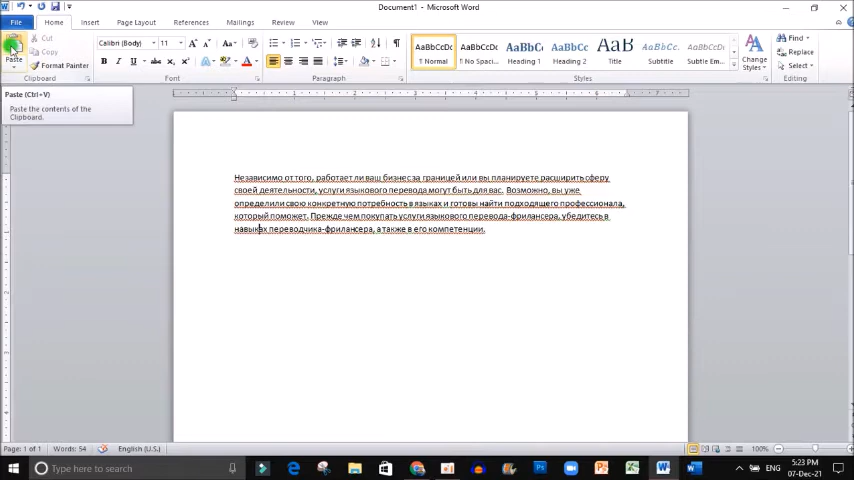 Document1 - Microsoft Word
File Home Insert Page Layout References Mailings Review View
Cut
Copy
Paste
Format Painter
Calibri (Body) 11
AaBbCcDc AaBbCcDc AaBbC AaBbCc AaB AaBbCc. AaBbCcDc
¶ Normal ¶ No Spaci... Heading 1 Heading 2 Title Subtitle Subtle Em...
Change Styles
Find
Replace
Select
Clipboard Font Paragraph Styles Editing
Paste (Ctrl+V)
Paste the contents of the
Clipboard.
Независимо от того, работает ли ваш бизнес за границей или вы планируете расширить сферу
своей деятельности, услуги языкового перевода могут быть для вас. Возможно, вы уже
определили свою конкретную потребность в языках и готовы найти подходящего профессионала,
который поможет. Прежде чем покупать услуги языкового перевода-фрилансера, убедитесь в
навыках переводчика-фрилансера, а также в его компетенции.
Page: 1 of 1 Words: 54 English (U.S.) 100%
Type here to search
ENG
5:23 PM
07-Dec-21